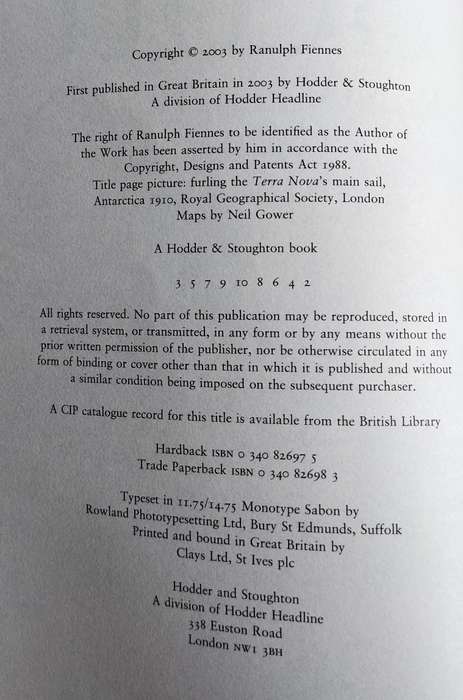 Copyright © 2003 by Ranulph Fiennes
First published in Great Britain in 2003 by Hodder & Stoughton
A division of Hodder Headline
The right of Ranulph Fiennes to be identified as the Author of
the Work has been asserted by him in accordance with the
Copyright, Designs and Patents Act 1988.
Title page picture: furling the Terra Nova's main sail,
Antarctica 1910, Royal Geographical Society, London
Maps by Neil Gower
A Hodder & Stoughton book
3 5 7 9 10 8 6 4 2
All rights reserved. No part of this publication may be reproduced, stored in
a retrieval system, or transmitted, in any form or by any means without the
prior written permission of the publisher, nor be otherwise circulated in any
form of binding or cover other than that in which it is published and without
a similar condition being imposed on the subsequent purchaser.
A CIP catalogue record for this title is available from the British Library
Hardback ISBN 0 340 82697 5
Trade Paperback ISBN 0 340 82698 3
Typeset in 11.75/14.75 Monotype Sabon by
Rowland Phototypesetting Ltd, Bury St Edmunds, Suffolk
Printed and bound in Great Britain by
Clays Ltd, St Ives plc
Hodder and Stoughton
A division of Hodder Headline
338 Euston Road
London NW1 3BH